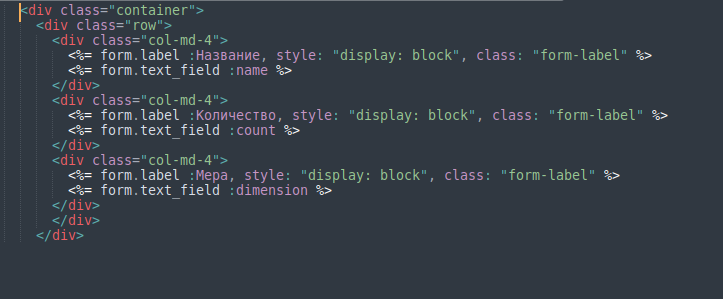 <div class="container">
<div class="row">
<div class="col-md-4">
<%= form.label :Название, style: "display: block", class: "form-label" %>
<%= form.text_field :name %>
</div>
<div class="col-md-4">
<%= form.label :Количество, style: "display: block", class: "form-label" %>
<%= form.text_field :count %>
</div>
<div class="col-md-4">
<%= form.label :Мера, style: "display: block", class: "form-label" %>
<%= form.text_field :dimension %>
</div>
</div>
</div>